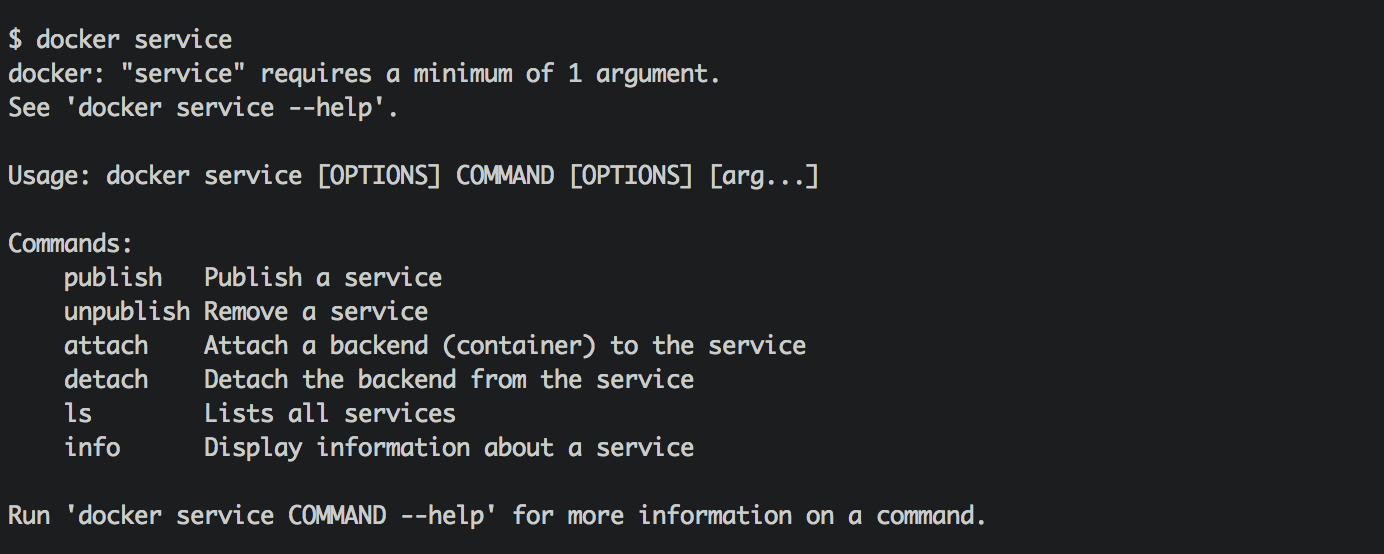 $ docker service
docker: "service" requires a minimum of 1 argument.
See 'docker service --help'.
Usage: docker service [OPTIONS] COMMAND [OPTIONS] [arg...]
Commands:
publish Publish a service
unpublish Remove a service
attach Attach a backend (container) to the service
detach Detach the backend from the service
ls Lists all services
info Display information about a service
Run 'docker service COMMAND --help' for more information on a command.